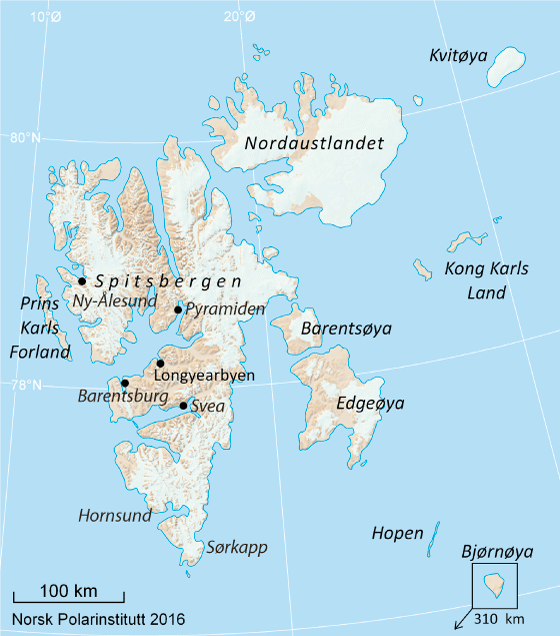 10°Ø
20°Ø
Kvitøya
80°N
Nordaustlandet
Kong Karls
Land
Spitsbergen
Ny-Ålesund
Prins
Karls
Forland
Pyramiden
Barentsøya
Longyearbyen
78°N
Barentsburg
Svea
Edgeøya
Hornsund
Sørkapp
Hopen
Bjørnøya
310 km
100 km
Norsk Polarinstitutt 2016